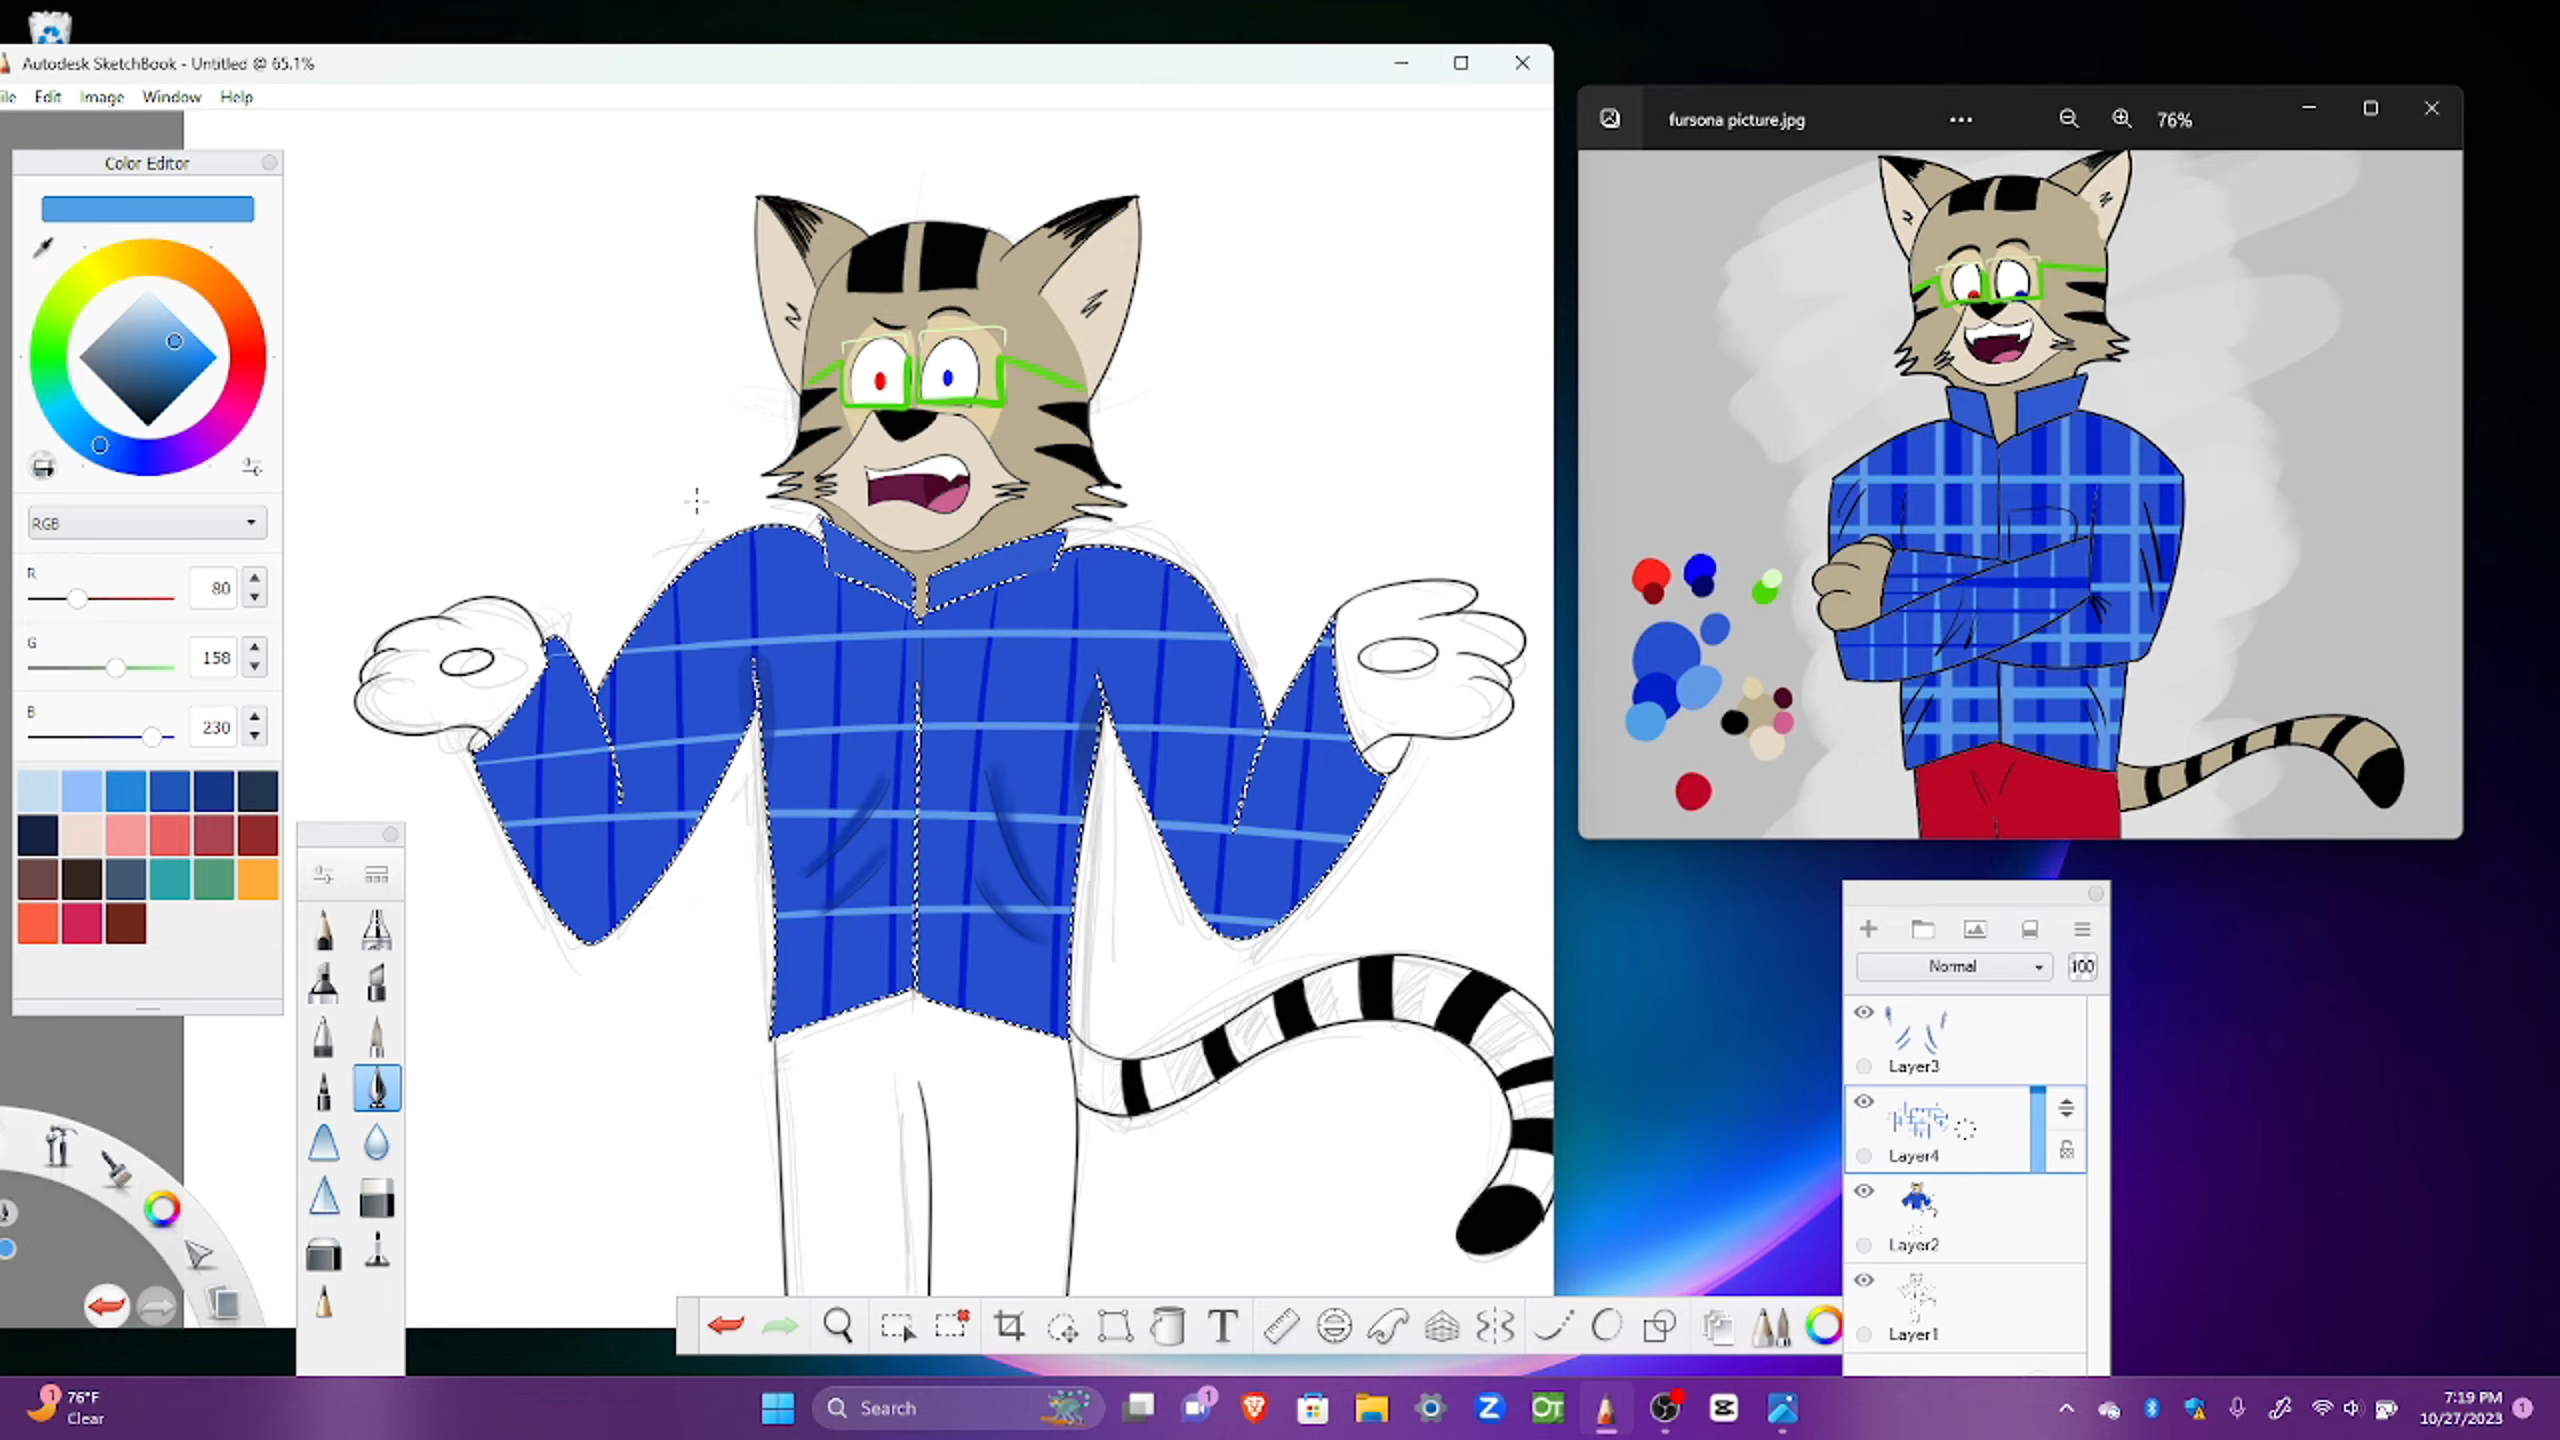 Autodesk SketchBook - Untitled @ 65.1%
ile Edit Image Window Help
Color Editor
RGB
R 80
G 158
B 230
fursona picture.jpg ••• 76%
Normal 100
Layer3
Layer4
Layer2
Layer1
T
76°F
Clear
Search
7:19 PM
10/27/2023